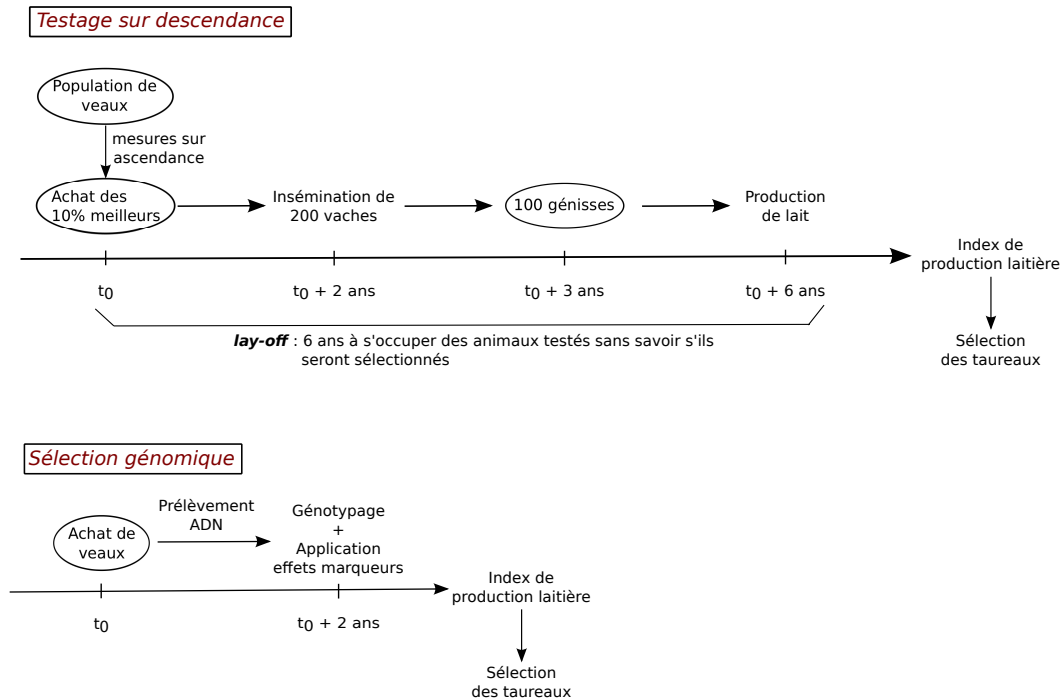 Testage sur descendance
Population de
veaux
mesures sur
ascendance
Achat des
10% meilleurs
Insémination de
200 vaches
100 génisses
Production
de lait
Index de
production laitière
t0
t0 + 2 ans
t0 + 3 ans
t0 + 6 ans
lay-off : 6 ans à s'occuper des animaux testés sans savoir s'ils
seront sélectionnés
Sélection
des taureaux
Sélection génomique
Achat de
veaux
Prélèvement
ADN
Génotypage
+
Application
effets marqueurs
Index de
production laitière
t0
t0 + 2 ans
Sélection
des taureaux